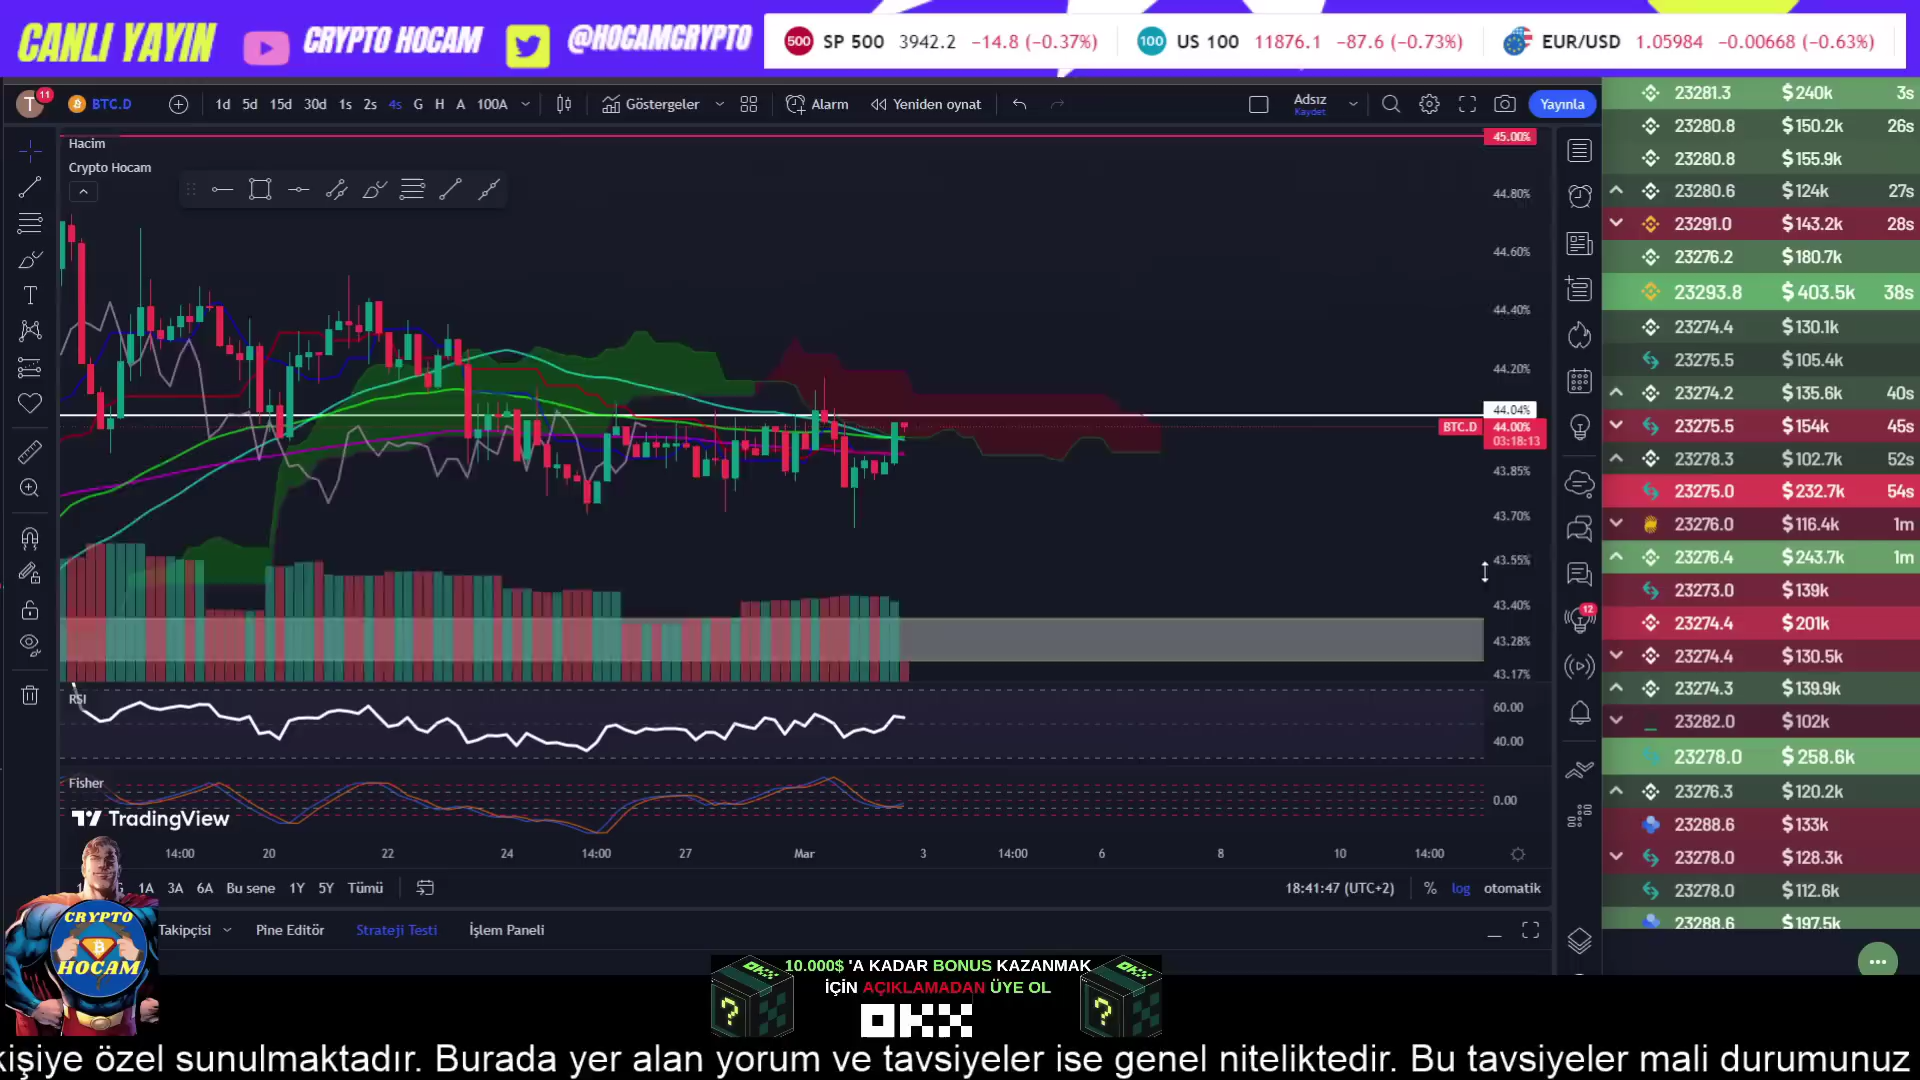 CANLI YAYIN
CRYPTO HOCAM
@HOCAMCRYPTO
500 SP 500 3942.2 −14.8 (−0.37%)
100 US 100 11876.1 −87.6 (−0.73%)
EUR/USD 1.05984 −0.00668 (−0.63%)
T 11 BTC.D 1d 5d 15d 30d 1s 2s 4s G H A 100A Göstergeler Alarm Yeniden oynat Adsız Kaydet Yayınla
Hacim
Crypto Hocam
45.00%
44.80%
44.60%
44.40%
44.20%
44.04%
BTC.D 44.00%
03:18:13
43.85%
43.70%
43.55%
43.40%
43.28%
43.17%
RSI
60.00
40.00
Fisher
0.00
TradingView
14:00 20 22 24 14:00 27 Mar 3 14:00 6 8 10 14:00
1A 3A 6A Bu sene 1Y 5Y Tümü 18:41:47 (UTC+2) % log otomatik
Takipçisi Pine Editör Strateji Testi İşlem Paneli
12
23281.3 $240k 3s
23280.8 $150.2k 26s
23280.8 $155.9k
23280.6 $124k 27s
23291.0 $143.2k 28s
23276.2 $180.7k
23293.8 $403.5k 38s
23274.4 $130.1k
23275.5 $105.4k
23274.2 $135.6k 40s
23275.5 $154k 45s
23278.3 $102.7k 52s
23275.0 $232.7k 54s
23276.0 $116.4k 1m
23276.4 $243.7k 1m
23273.0 $139k
23274.4 $201k
23274.4 $130.5k
23274.3 $139.9k
23282.0 $102k
23278.0 $258.6k
23276.3 $120.2k
23288.6 $133k
23278.0 $128.3k
23278.0 $112.6k
23288.6 $197.5k
CRYPTO
HOCAM
10.000$ 'A KADAR BONUS KAZANMAK
İÇİN AÇIKLAMADAN ÜYE OL
OKX
kişiye özel sunulmaktadır. Burada yer alan yorum ve tavsiyeler ise genel niteliktedir. Bu tavsiyeler mali durumunuz